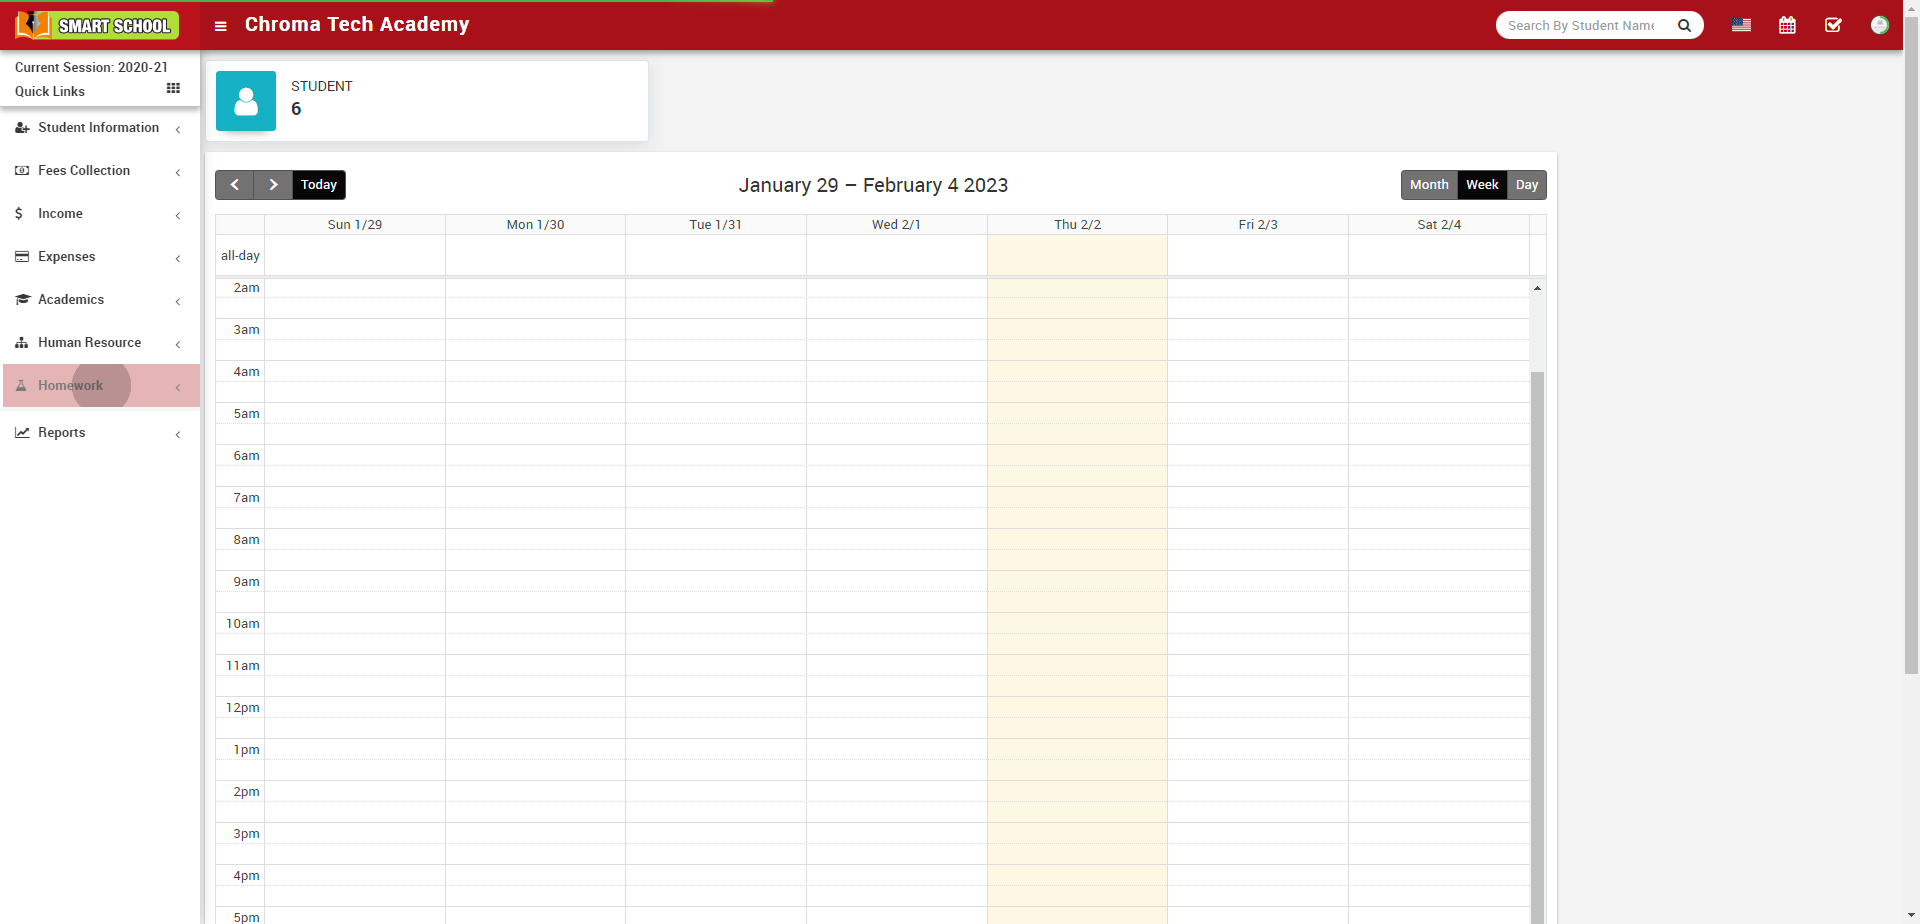 SMART SCHOOL
Chroma Tech Academy
Search By Student Name
Current Session: 2020-21
Quick Links
Student Information
Fees Collection
Income
Expenses
Academics
Human Resource
Homework
Reports
STUDENT
6
Today
January 29 – February 4 2023
Month Week Day
Sun 1/29 Mon 1/30 Tue 1/31 Wed 2/1 Thu 2/2 Fri 2/3 Sat 2/4
all-day
2am
3am
4am
5am
6am
7am
8am
9am
10am
11am
12pm
1pm
2pm
3pm
4pm
5pm